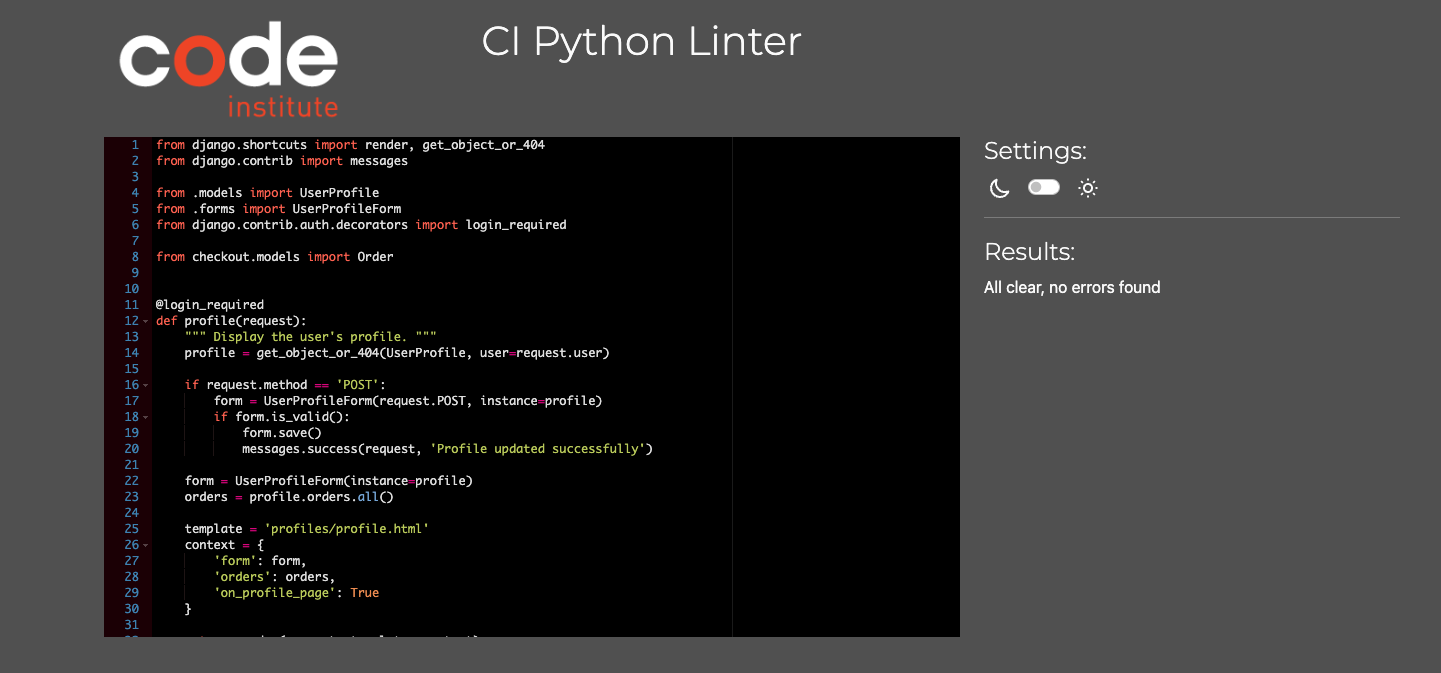 code
institute
CI Python Linter
1 from django.shortcuts import render, get_object_or_404
2 from django.contrib import messages
3
4 from .models import UserProfile
5 from .forms import UserProfileForm
6 from django.contrib.auth.decorators import login_required
7
8 from checkout.models import Order
9
10
11 @login_required
12 def profile(request):
13     """ Display the user's profile. """
14     profile = get_object_or_404(UserProfile, user=request.user)
15
16     if request.method == 'POST':
17         form = UserProfileForm(request.POST, instance=profile)
18         if form.is_valid():
19             form.save()
20             messages.success(request, 'Profile updated successfully')
21
22     form = UserProfileForm(instance=profile)
23     orders = profile.orders.all()
24
25     template = 'profiles/profile.html'
26     context = {
27         'form': form,
28         'orders': orders,
29         'on_profile_page': True
30     }
31
Settings:
Results:
All clear, no errors found